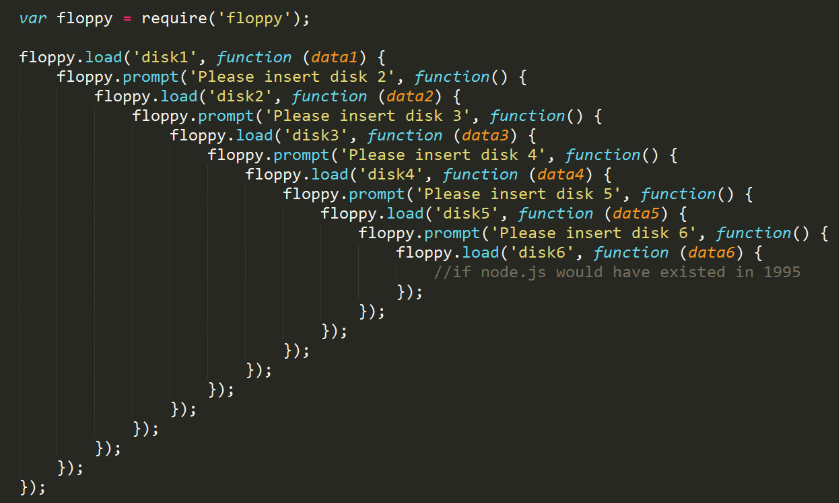 var floppy = require('floppy');

floppy.load('disk1', function (data1) {
    floppy.prompt('Please insert disk 2', function() {
        floppy.load('disk2', function (data2) {
            floppy.prompt('Please insert disk 3', function() {
                floppy.load('disk3', function (data3) {
                    floppy.prompt('Please insert disk 4', function() {
                        floppy.load('disk4', function (data4) {
                            floppy.prompt('Please insert disk 5', function() {
                                floppy.load('disk5', function (data5) {
                                    floppy.prompt('Please insert disk 6', function() {
                                        floppy.load('disk6', function (data6) {
                                            //if node.js would have existed in 1995
                                        });
                                    });
                                });
                            });
                        });
                    });
                });
            });
        });
    });
});